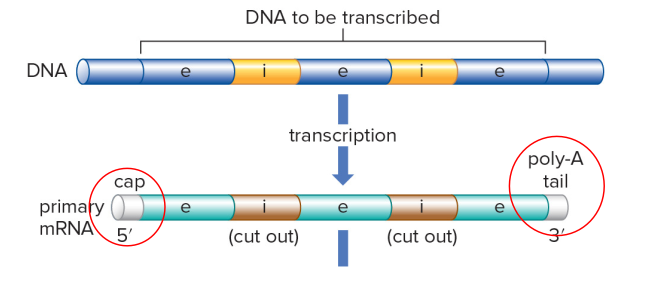 DNA to be transcribed
DNA e i e i e
transcription
poly-A
tail
cap
primary
mRNA
e i e i e
5′ (cut out) (cut out) 3′